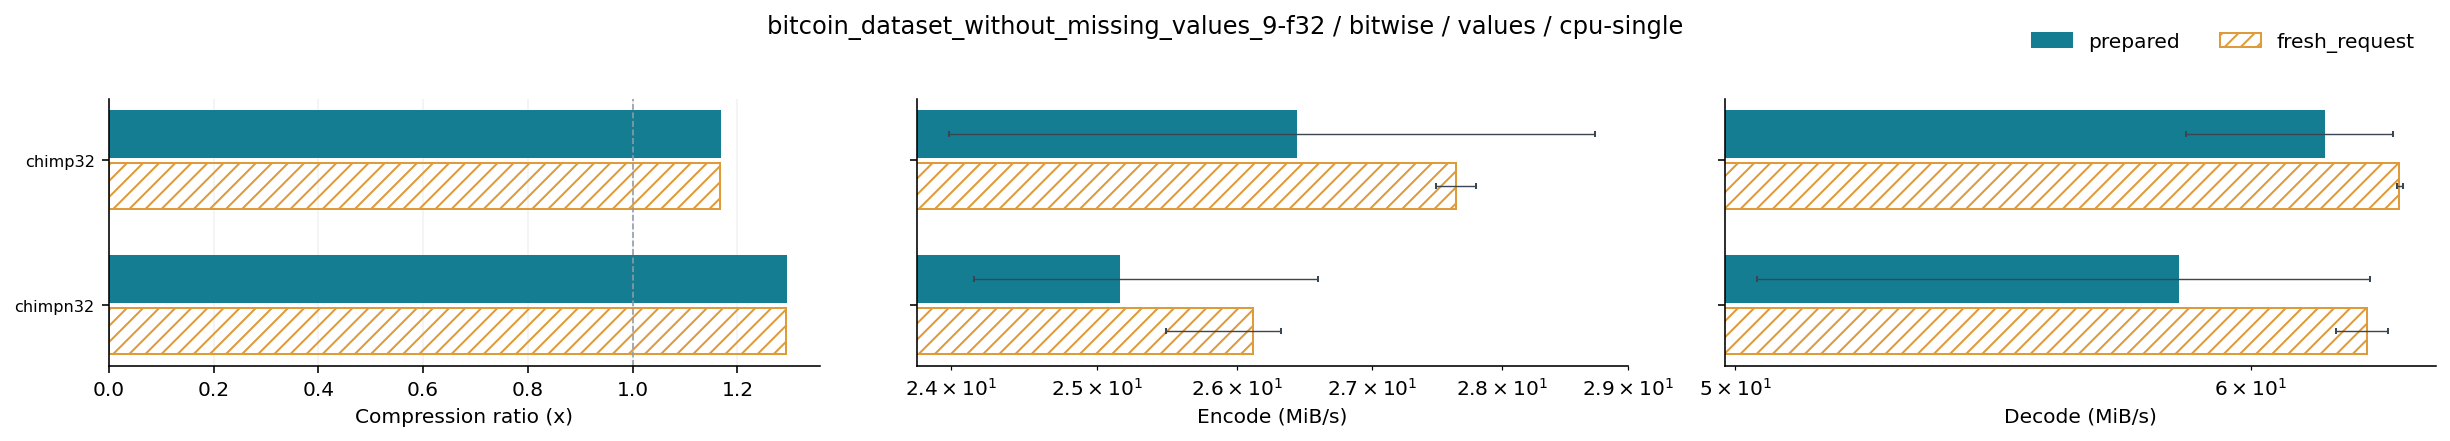 bitcoin_dataset_without_missing_values_9-f32 / bitwise / values / cpu-single
prepared
fresh_request
chimp32
chimpn32
0.0 0.2 0.4 0.6 0.8 1.0 1.2
Compression ratio (x)
2.4 × 10¹ 2.5 × 10¹ 2.6 × 10¹ 2.7 × 10¹ 2.8 × 10¹ 2.9 × 10¹
Encode (MiB/s)
5 × 10¹ 6 × 10¹
Decode (MiB/s)